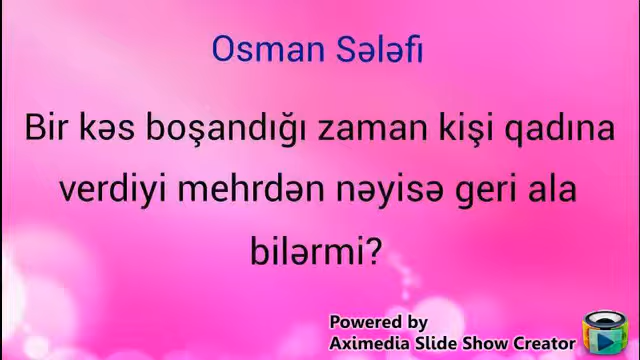 Osman Sələfi
Bir kəs boşandığı zaman kişi qadına
verdiyi mehrdən nəyisə geri ala
bilərmi?
Powered by
Aximedia Slide Show Creator